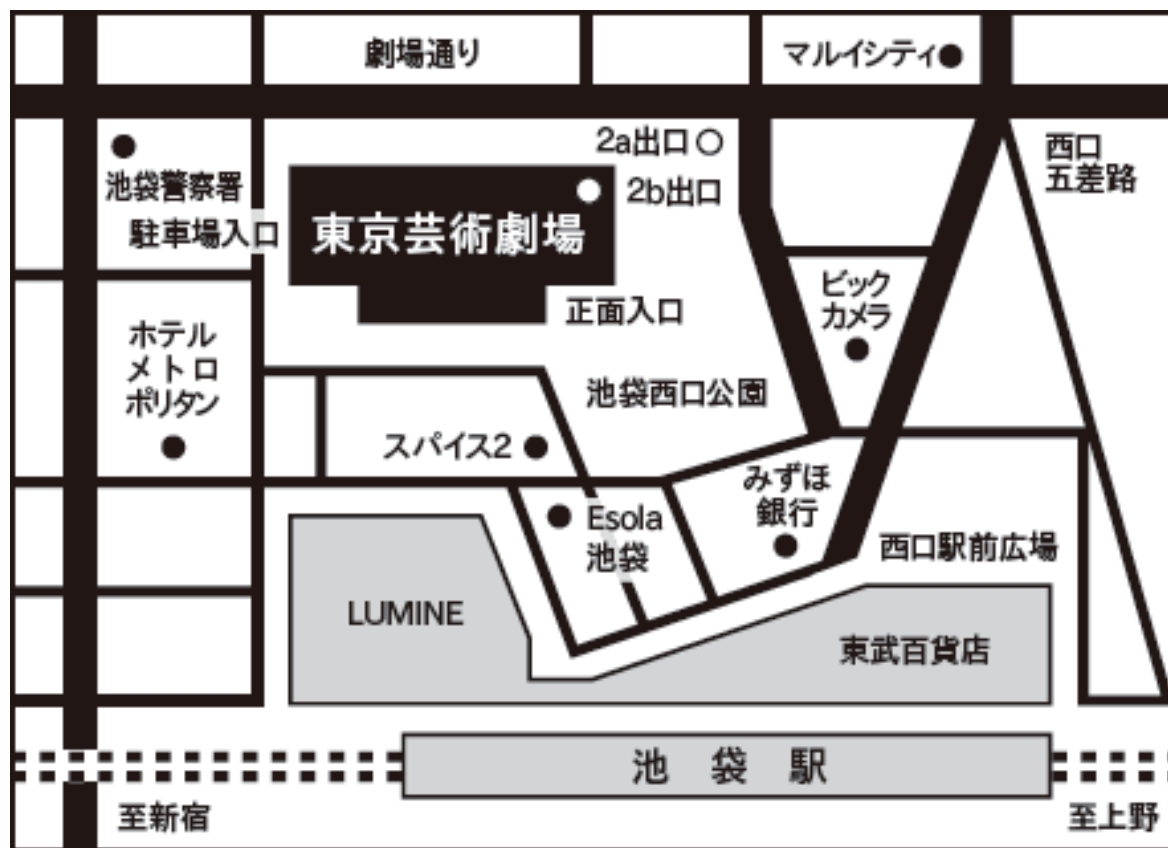 劇場通り
マルイシティ
2a出口
西口
五差路
池袋警察署
2b出口
駐車場入口
東京芸術劇場
正面入口
ビック
カメラ
ホテル
メトロ
ポリタン
池袋西口公園
スパイス2
みずほ
銀行
Esola
池袋
西口駅前広場
LUMINE
東武百貨店
池袋駅
至新宿
至上野